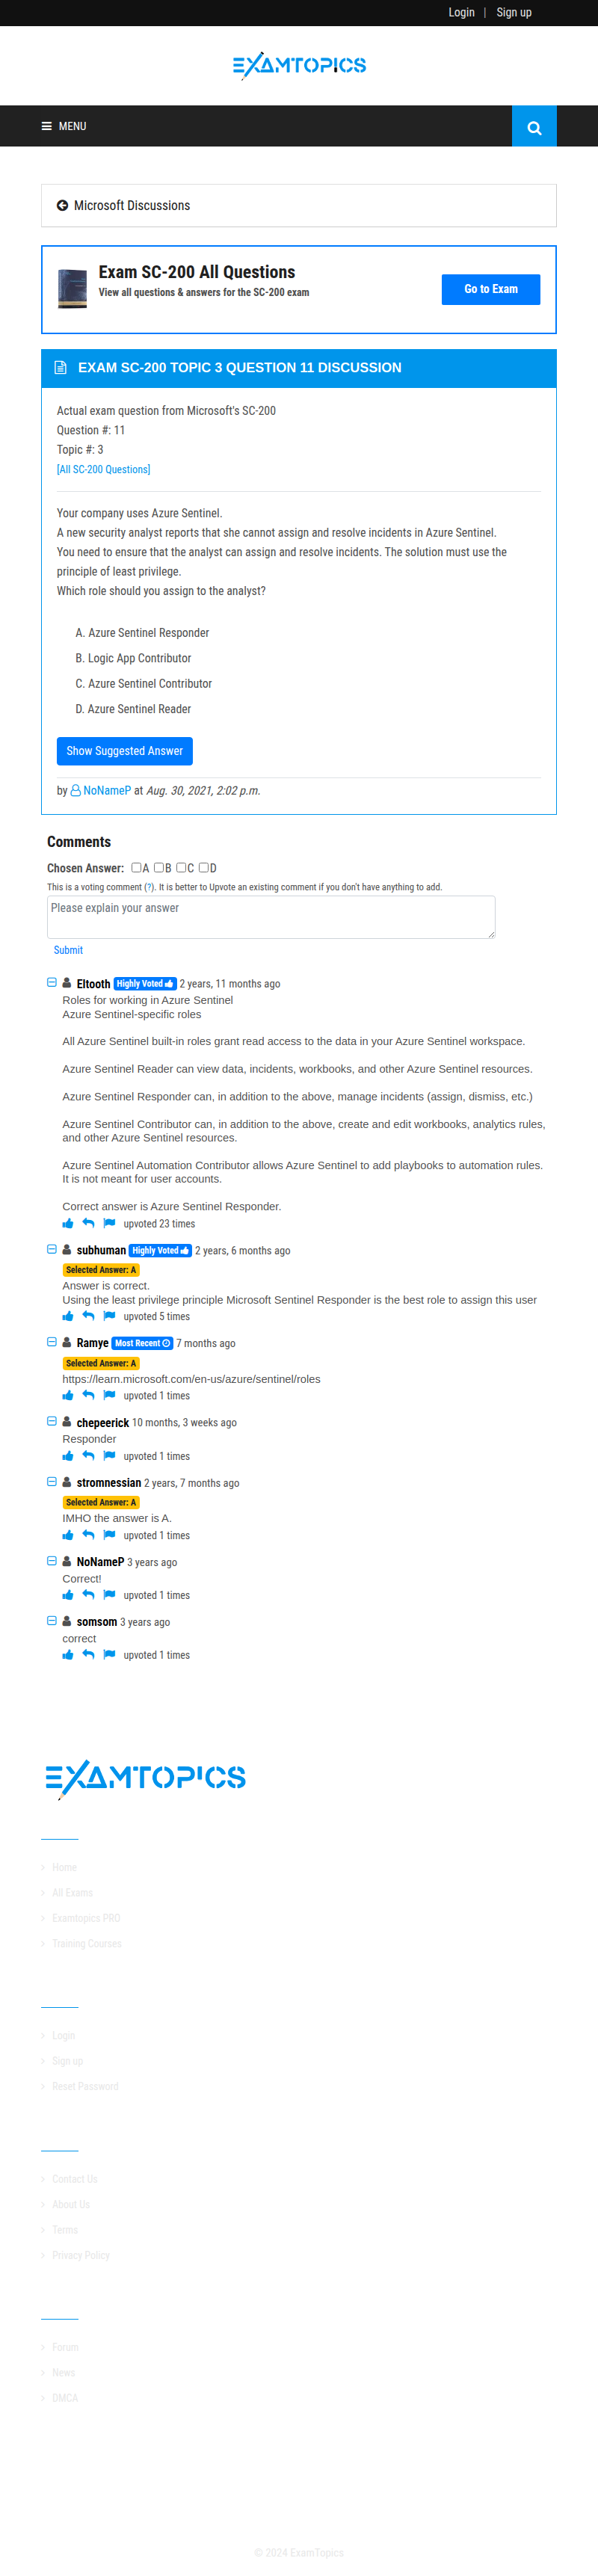 Login | Sign up
EXAMTOPICS
MENU
Microsoft Discussions
Exam SC-200 All Questions
View all questions & answers for the SC-200 exam
Go to Exam
EXAM SC-200 TOPIC 3 QUESTION 11 DISCUSSION
Actual exam question from Microsoft's SC-200
Question #: 11
Topic #: 3
[All SC-200 Questions]
Your company uses Azure Sentinel.
A new security analyst reports that she cannot assign and resolve incidents in Azure Sentinel.
You need to ensure that the analyst can assign and resolve incidents. The solution must use the
principle of least privilege.
Which role should you assign to the analyst?
A. Azure Sentinel Responder
B. Logic App Contributor
C. Azure Sentinel Contributor
D. Azure Sentinel Reader
Show Suggested Answer
by NoNameP at Aug. 30, 2021, 2:02 p.m.
Comments
Chosen Answer: A B C D
This is a voting comment (?). It is better to Upvote an existing comment if you don't have anything to add.
Please explain your answer
Submit
Eltooth Highly Voted 2 years, 11 months ago
Roles for working in Azure Sentinel
Azure Sentinel-specific roles
All Azure Sentinel built-in roles grant read access to the data in your Azure Sentinel workspace.
Azure Sentinel Reader can view data, incidents, workbooks, and other Azure Sentinel resources.
Azure Sentinel Responder can, in addition to the above, manage incidents (assign, dismiss, etc.)
Azure Sentinel Contributor can, in addition to the above, create and edit workbooks, analytics rules,
and other Azure Sentinel resources.
Azure Sentinel Automation Contributor allows Azure Sentinel to add playbooks to automation rules.
It is not meant for user accounts.
Correct answer is Azure Sentinel Responder.
upvoted 23 times
subhuman Highly Voted 2 years, 6 months ago
Selected Answer: A
Answer is correct.
Using the least privilege principle Microsoft Sentinel Responder is the best role to assign this user
upvoted 5 times
Ramye Most Recent 7 months ago
Selected Answer: A
https://learn.microsoft.com/en-us/azure/sentinel/roles
upvoted 1 times
chepeerick 10 months, 3 weeks ago
Responder
upvoted 1 times
stromnessian 2 years, 7 months ago
Selected Answer: A
IMHO the answer is A.
upvoted 1 times
NoNameP 3 years ago
Correct!
upvoted 1 times
somsom 3 years ago
correct
upvoted 1 times
EXAMTOPICS
Home
All Exams
Examtopics PRO
Training Courses
Login
Sign up
Reset Password
Contact Us
About Us
Terms
Privacy Policy
Forum
News
DMCA
© 2024 ExamTopics